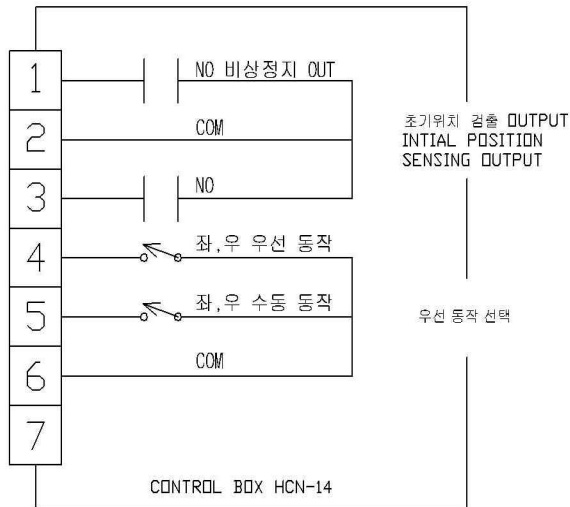 1
NO 비상정지 OUT
2
COM
초기위치 검출 OUTPUT
INTIAL POSITION
SENSING OUTPUT
3
NO
4
좌,우 우선 동작
5
좌,우 수동 동작
우선 동작 선택
6
COM
7
CONTROL BOX HCN-14